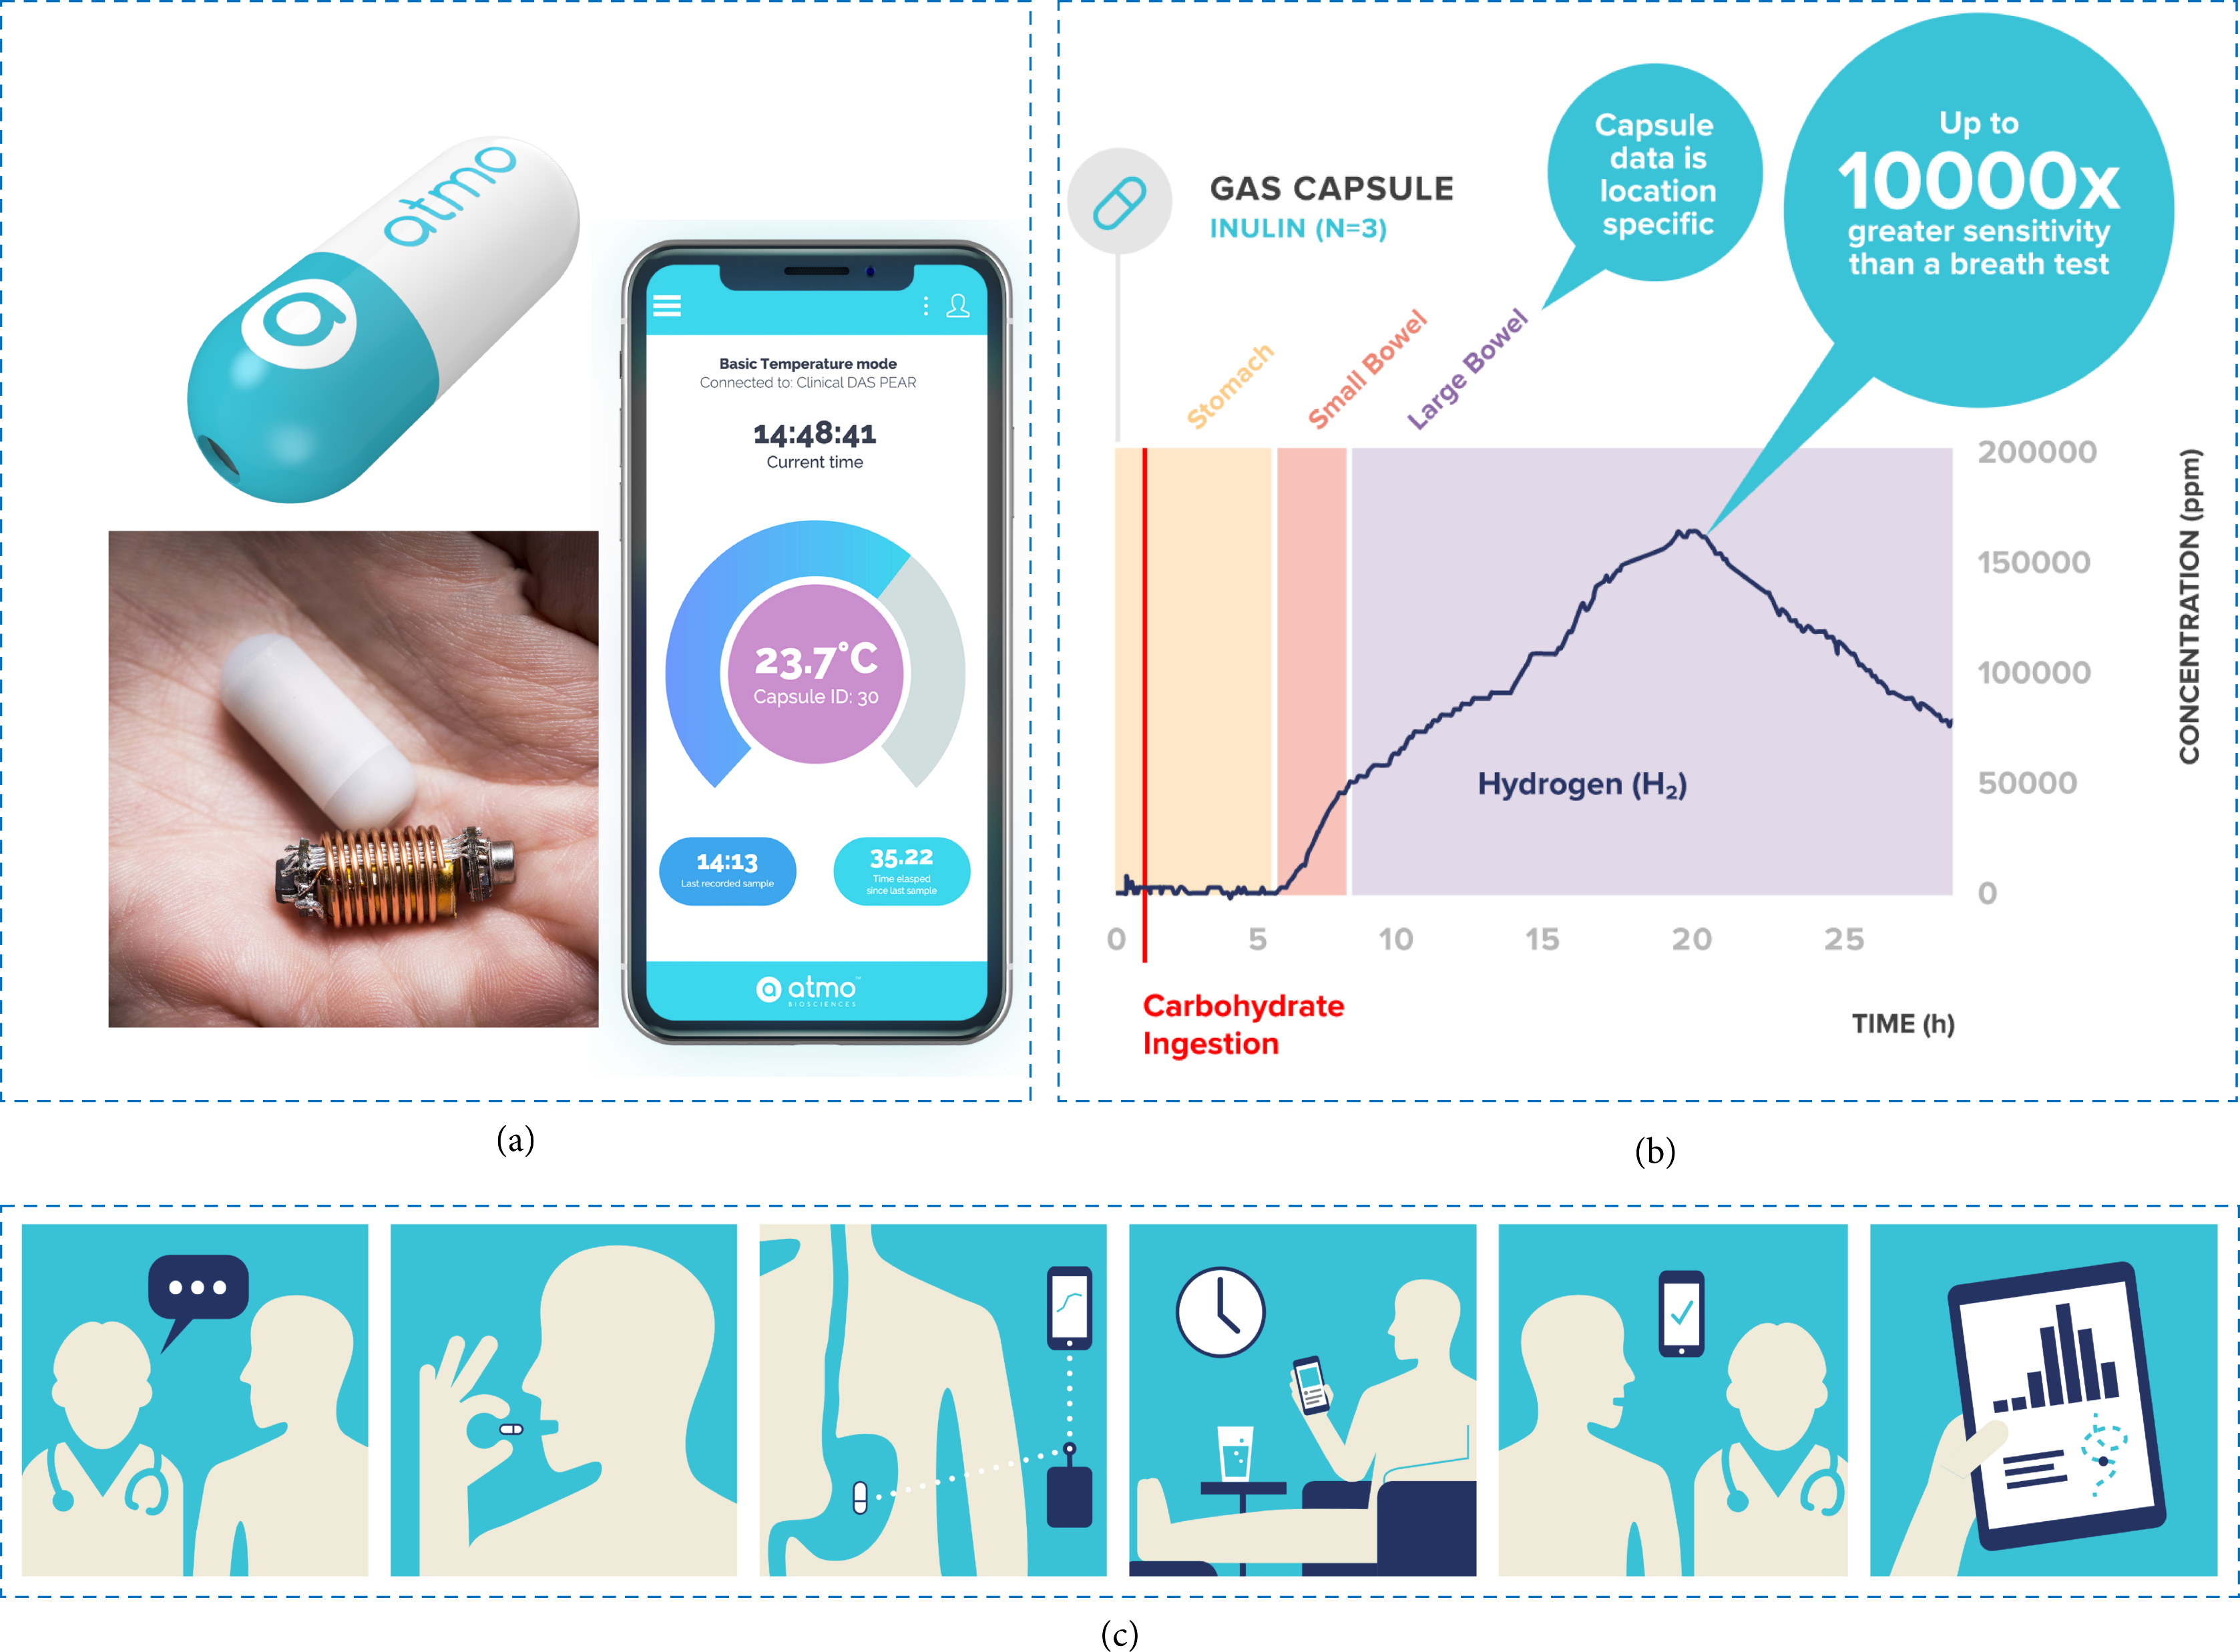 atmo
a
Basic Temperature mode
Connected to: Clinical DAS PEAR
14:48:41
Current time
23.7°C
Capsule ID: 30
14:13
Last recorded sample
35.22
Time elasped
since last sample
a atmo™
BIOSCIENCES
(a)
GAS CAPSULE
INULIN (N=3)
Capsule
data is
location
specific
Up to
10000x
greater sensitivity
than a breath test
Stomach
Small Bowel
Large Bowel
200000
150000
100000
50000
0
CONCENTRATION (ppm)
Hydrogen (H₂)
0 5 10 15 20 25
Carbohydrate
Ingestion
TIME (h)
(b)
(c)